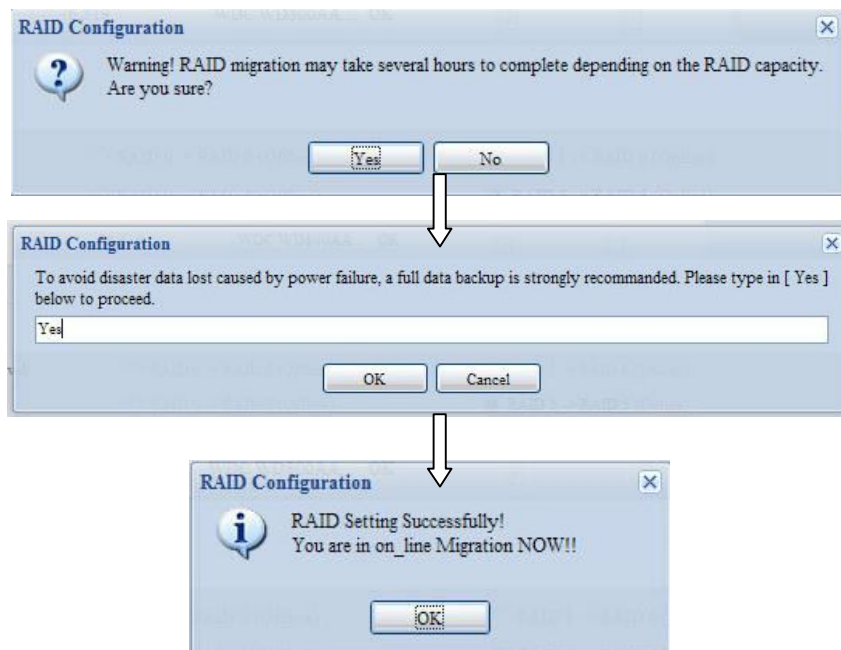 RAID Configuration
Warning! RAID migration may take several hours to complete depending on the RAID capacity.
Are you sure?
Yes
No
RAID Configuration
To avoid disaster data lost caused by power failure, a full data backup is strongly recommanded. Please type in [ Yes ]
below to proceed.
Yes
OK
Cancel
RAID Configuration
RAID Setting Successfully!
You are in on_line Migration NOW!!
OK